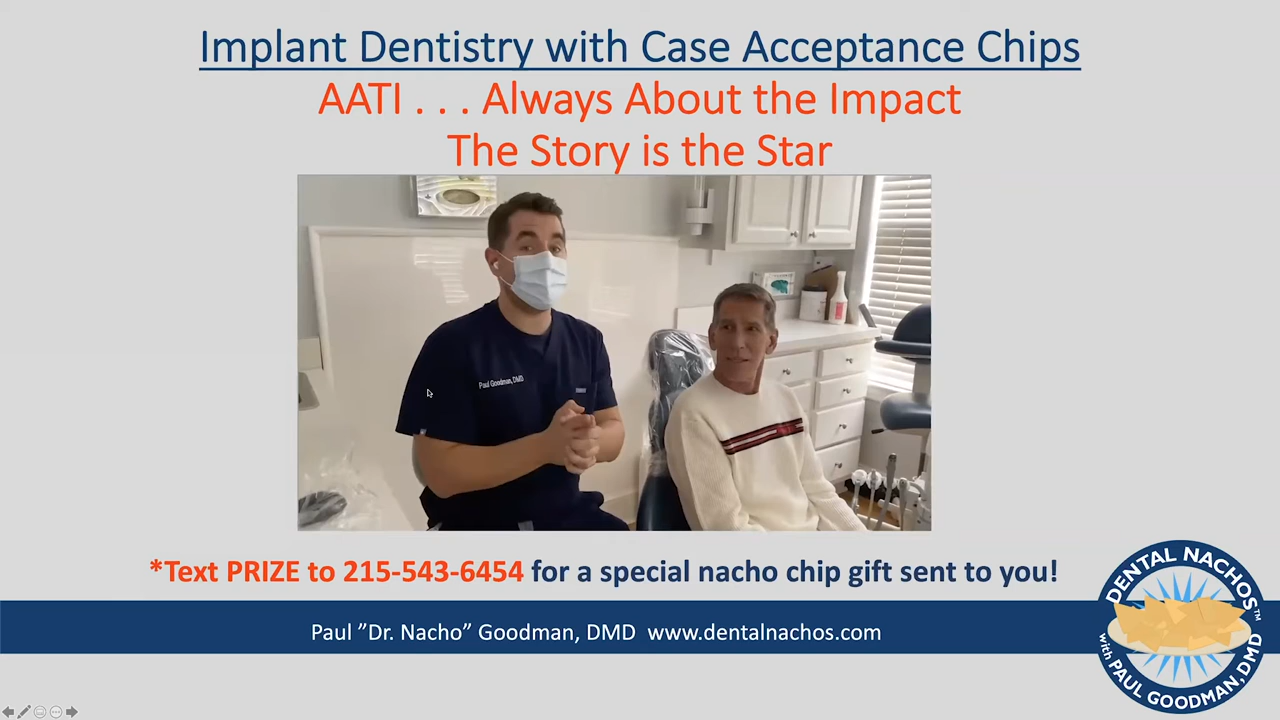 Implant Dentistry with Case Acceptance Chips
AATI . . . Always About the Impact
The Story is the Star
Paul Goodman, DMD
*Text PRIZE to 215-543-6454 for a special nacho chip gift sent to you!
Paul ”Dr. Nacho” Goodman, DMD www.dentalnachos.com
DENTAL NACHOS™
with PAUL GOODMAN, DMD